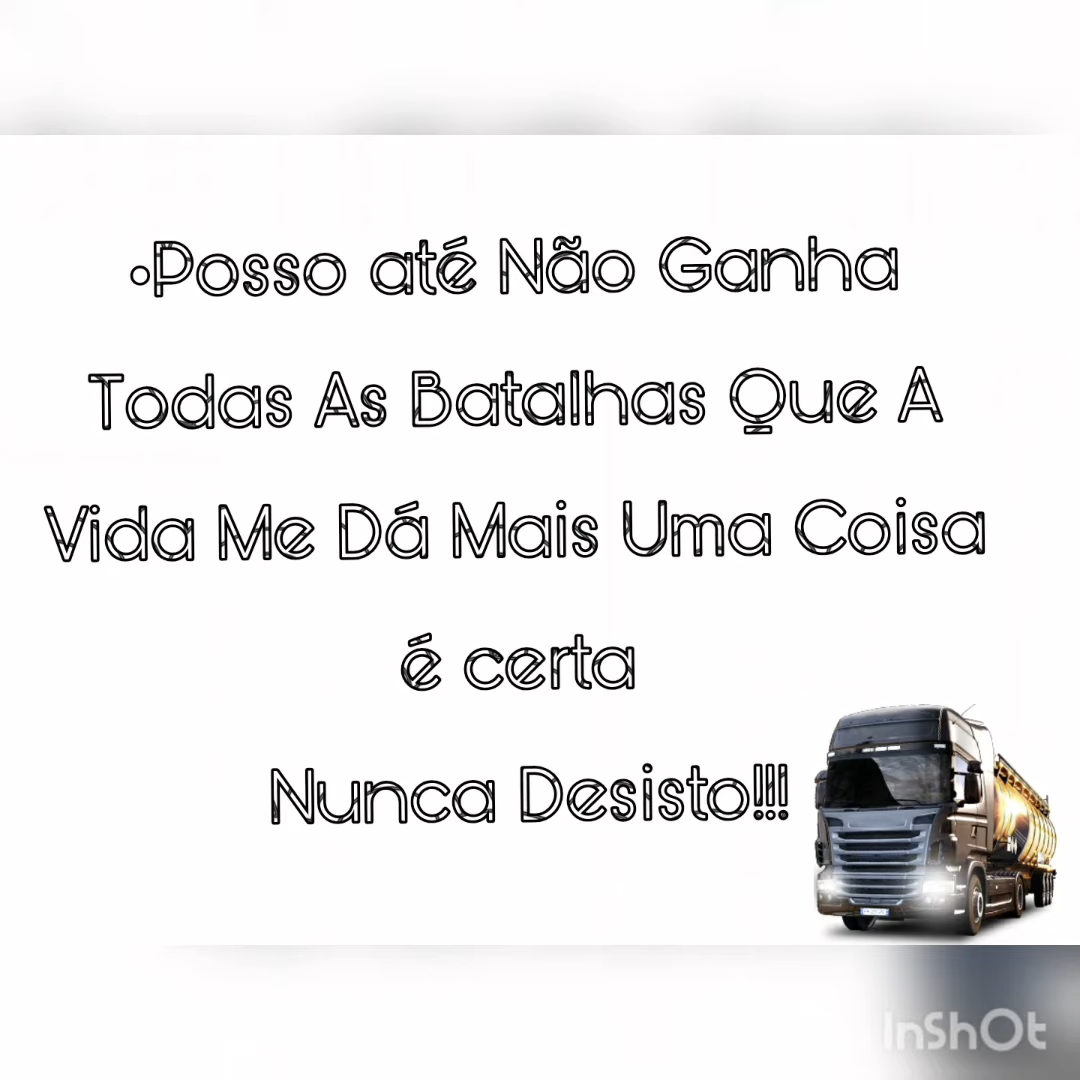 •Posso até Não Ganha
Todas As Batalhas Que A
Vida Me Dá Mais Uma Coisa
é certa
Nunca Desisto!!!
InShOt